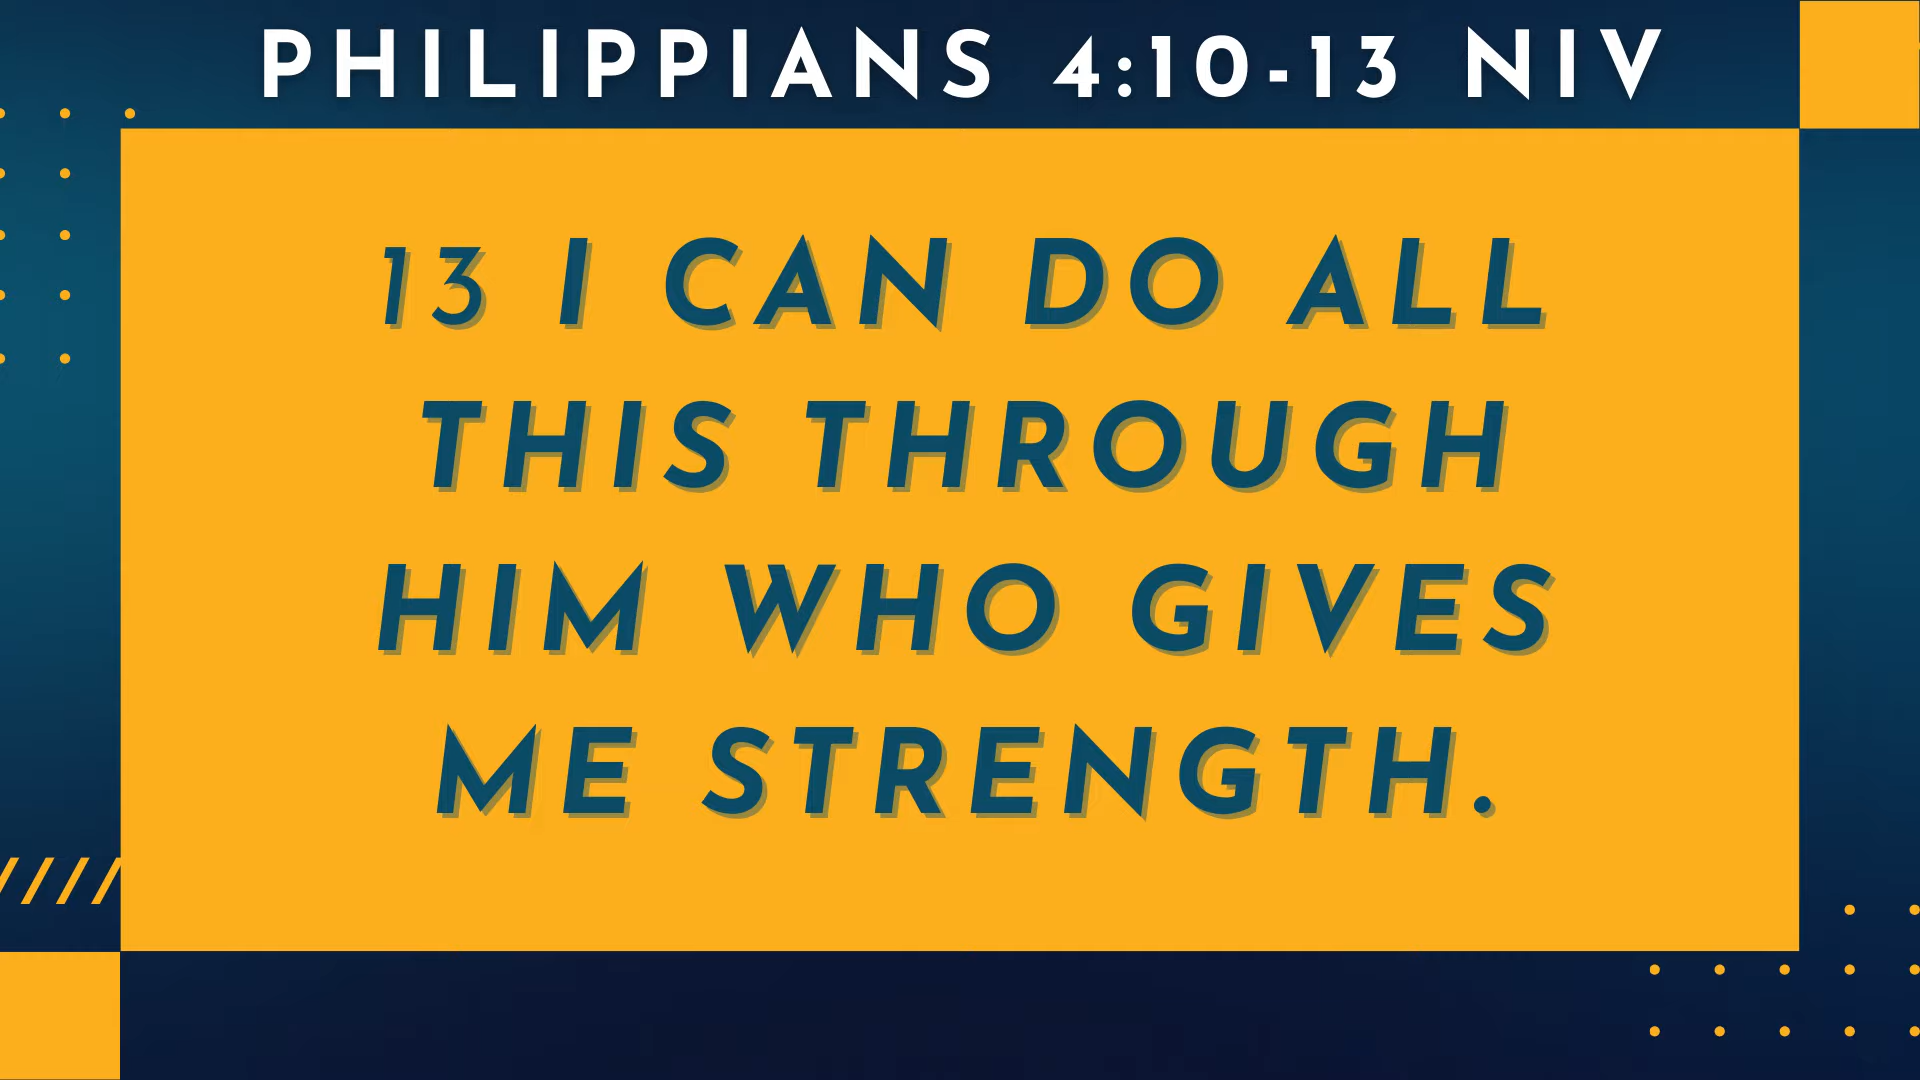 PHILIPPIANS 4:10-13 NIV
13 I CAN DO ALL
THIS THROUGH
HIM WHO GIVES
ME STRENGTH.